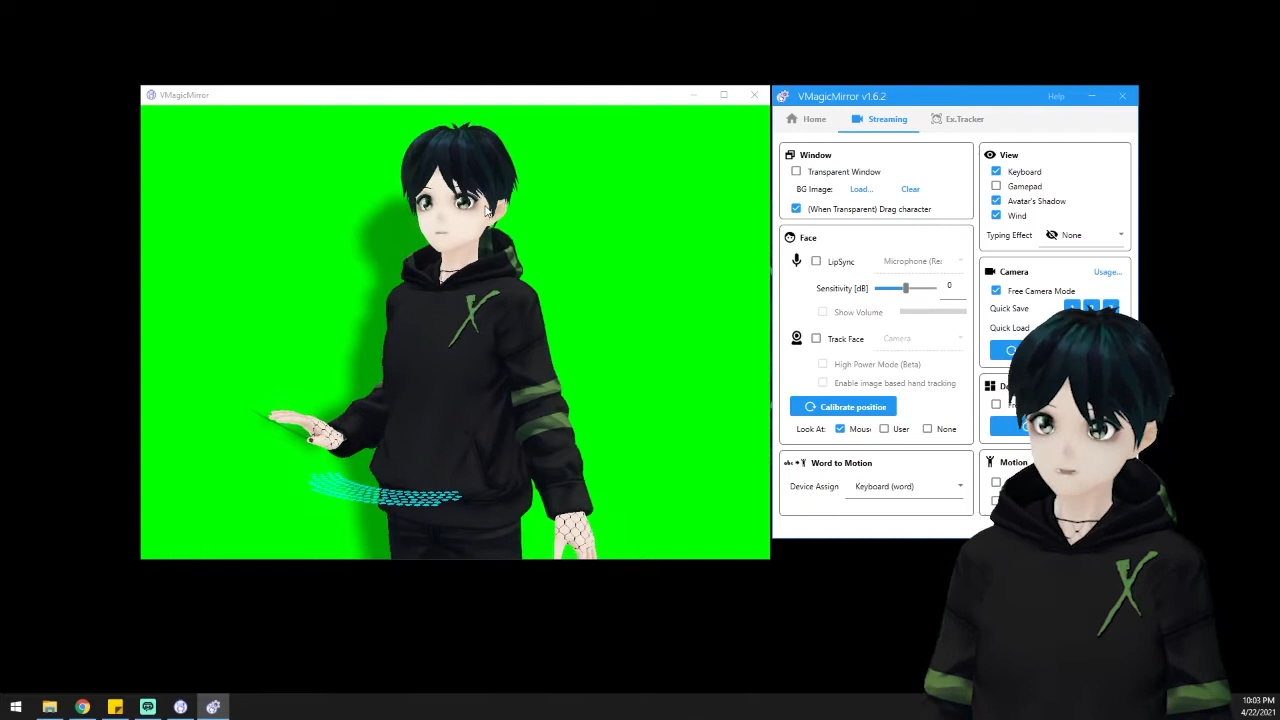 VMagicMirror
VMagicMirror v1.6.2
Help
Home
Streaming
Ex.Tracker
Window
Transparent Window
BG Image:
Load...
Clear
(When Transparent) Drag character
Face
LipSync
Microphone (Re
Sensitivity [dB]
0
Show Volume
Track Face
Camera
High Power Mode (Beta)
Enable image based hand tracking
Calibrate position
Look At:
Mous
User
None
abc
Word to Motion
Device Assign
Keyboard (word)
View
Keyboard
Gamepad
Avatar's Shadow
Wind
Typing Effect
None
Camera
Usage...
Free Camera Mode
Quick Save
Quick Load
Motion
10:03 PM
4/22/2021